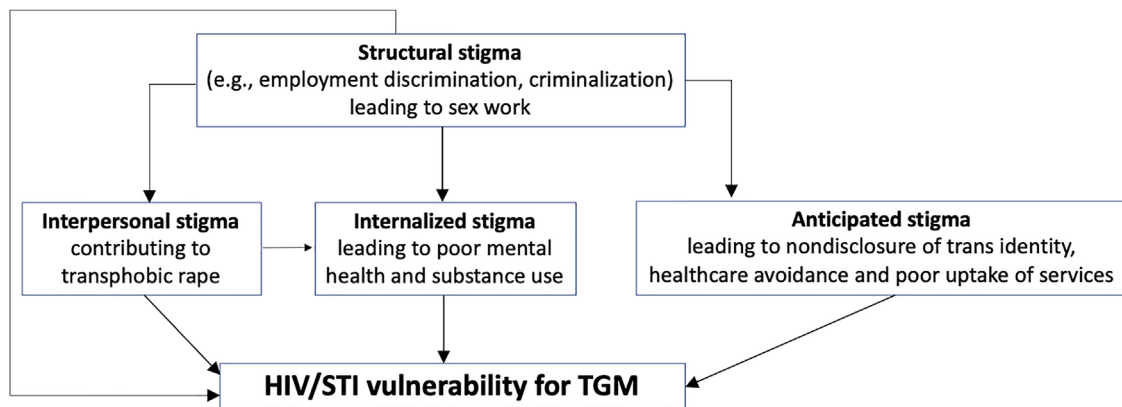 Structural stigma
(e.g., employment discrimination, criminalization)
leading to sex work
Interpersonal stigma
contributing to
transphobic rape
Internalized stigma
leading to poor mental
health and substance use
Anticipated stigma
leading to nondisclosure of trans identity,
healthcare avoidance and poor uptake of services
HIV/STI vulnerability for TGM